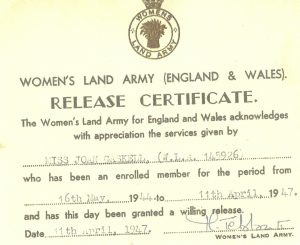 WOMEN'S LAND ARMY
WOMEN'S LAND ARMY (ENGLAND & WALES).
RELEASE CERTIFICATE.
The Women's Land Army for England and Wales acknowledges
with appreciation the services given by
MISS JOAN GASKELL, (W.L.A. 145926)
who has been an enrolled member for the period from
16th May, 1944 to 11th April, 1947.
and has this day been granted a willing release.
Date 11th April, 1947.
WOMEN'S LAND ARMY.